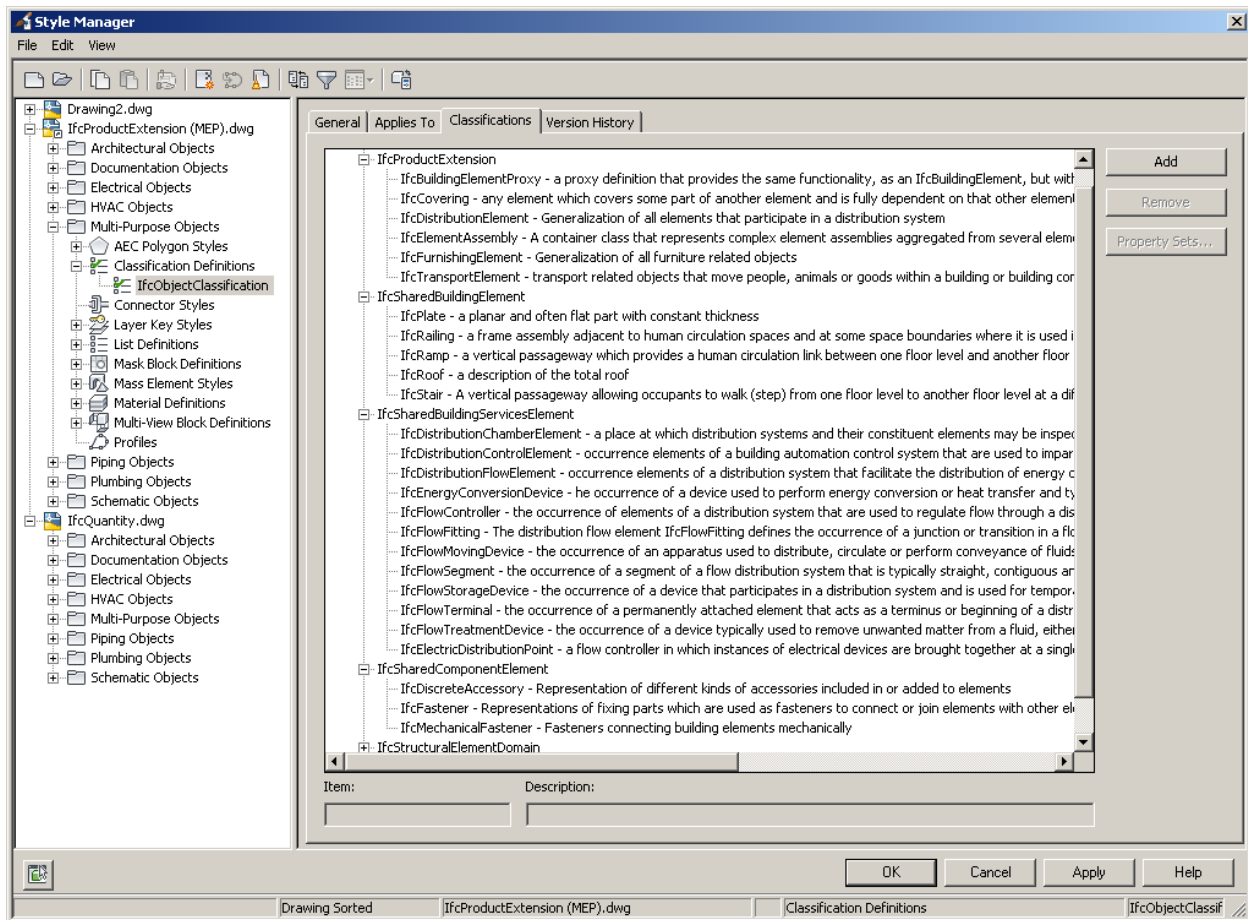 Style Manager
File Edit View
Drawing2.dwg
IfcProductExtension (MEP).dwg
Architectural Objects
Documentation Objects
Electrical Objects
HVAC Objects
Multi-Purpose Objects
AEC Polygon Styles
Classification Definitions
IfcObjectClassification
Connector Styles
Layer Key Styles
List Definitions
Mask Block Definitions
Mass Element Styles
Material Definitions
Multi-View Block Definitions
Profiles
Piping Objects
Plumbing Objects
Schematic Objects
IfcQuantity.dwg
Architectural Objects
Documentation Objects
Electrical Objects
HVAC Objects
Multi-Purpose Objects
Piping Objects
Plumbing Objects
Schematic Objects
General Applies To Classifications Version History
IfcProductExtension
IfcBuildingElementProxy - a proxy definition that provides the same functionality, as an IfcBuildingElement, but with
IfcCovering - any element which covers some part of another element and is fully dependent on that other element
IfcDistributionElement - Generalization of all elements that participate in a distribution system
IfcElementAssembly - A container class that represents complex element assemblies aggregated from several elem
IfcFurnishingElement - Generalization of all furniture related objects
IfcTransportElement - transport related objects that move people, animals or goods within a building or building con
IfcSharedBuildingElement
IfcPlate - a planar and often flat part with constant thickness
IfcRailing - a frame assembly adjacent to human circulation spaces and at some space boundaries where it is used i
IfcRamp - a vertical passageway which provides a human circulation link between one floor level and another floor
IfcRoof - a description of the total roof
IfcStair - A vertical passageway allowing occupants to walk (step) from one floor level to another floor level at a dif
IfcSharedBuildingServicesElement
IfcDistributionChamberElement - a place at which distribution systems and their constituent elements may be inspec
IfcDistributionControlElement - occurrence elements of a building automation control system that are used to impar
IfcDistributionFlowElement - occurrence elements of a distribution system that facilitate the distribution of energy o
IfcEnergyConversionDevice - he occurrence of a device used to perform energy conversion or heat transfer and ty
IfcFlowController - the occurrence of elements of a distribution system that are used to regulate flow through a dis
IfcFlowFitting - The distribution flow element IfcFlowFitting defines the occurrence of a junction or transition in a flo
IfcFlowMovingDevice - the occurrence of an apparatus used to distribute, circulate or perform conveyance of fluids
IfcFlowSegment - the occurrence of a segment of a flow distribution system that is typically straight, contiguous an
IfcFlowStorageDevice - the occurrence of a device that participates in a distribution system and is used for tempor
IfcFlowTerminal - the occurrence of a permanently attached element that acts as a terminus or beginning of a distr
IfcFlowTreatmentDevice - the occurrence of a device typically used to remove unwanted matter from a fluid, either
IfcElectricDistributionPoint - a flow controller in which instances of electrical devices are brought together at a singl
IfcSharedComponentElement
IfcDiscreteAccessory - Representation of different kinds of accessories included in or added to elements
IfcFastener - Representations of fixing parts which are used as fasteners to connect or join elements with other ele
IfcMechanicalFastener - Fasteners connecting building elements mechanically
IfcStructuralElementDomain
Add
Remove
Property Sets...
Item: Description:
OK Cancel Apply Help
Drawing Sorted IfcProductExtension (MEP).dwg Classification Definitions IfcObjectClassif